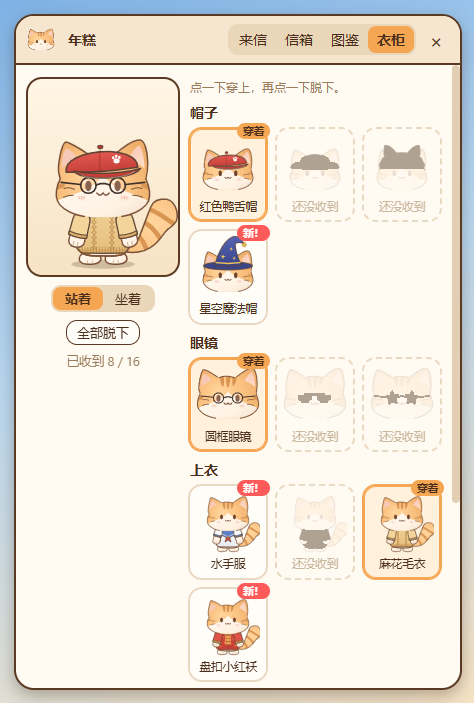 年糕
来信 信箱 图鉴 衣柜 ×
点一下穿上，再点一下脱下。
帽子
穿着
红色鸭舌帽 还没收到 还没收到
新!
星空魔法帽
站着 坐着
全部脱下
已收到 8 / 16
眼镜
穿着
圆框眼镜 还没收到 还没收到
上衣
新! 穿着
水手服 还没收到 麻花毛衣
新!
盘扣小红袄